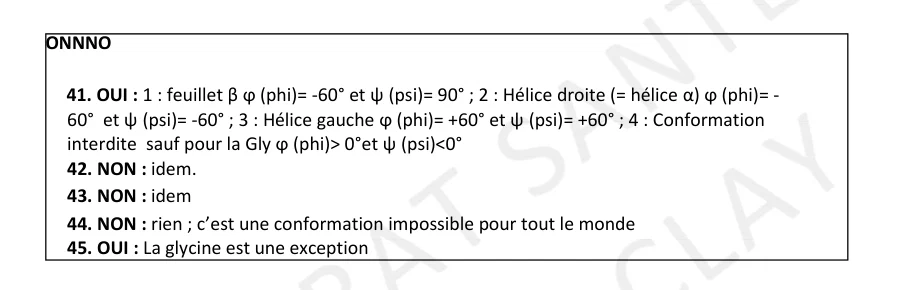 ONNNO
41. OUI : 1 : feuillet β φ (phi)= -60° et ψ (psi)= 90° ; 2 : Hélice droite (= hélice α) φ (phi)= -
60°  et ψ (psi)= -60° ; 3 : Hélice gauche φ (phi)= +60° et ψ (psi)= +60° ; 4 : Conformation
interdite  sauf pour la Gly φ (phi)> 0°et ψ (psi)<0°
42. NON : idem.
43. NON : idem
44. NON : rien ; c’est une conformation impossible pour tout le monde
45. OUI : La glycine est une exception
PAT SANTE
CLAY